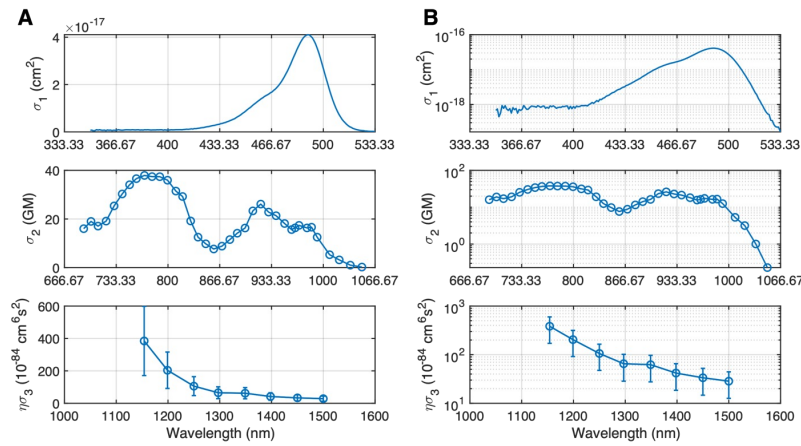 A
×10⁻¹⁷
4
2
0
σ₁ (cm²)
333.33 366.67 400 433.33 466.67 500 533.33
40
20
0
σ₂ (GM)
666.67 733.33 800 866.67 933.33 1000 1066.67
600
400
200
0
ησ₃ (10⁻⁸⁴ cm⁶s²)
1000 1100 1200 1300 1400 1500 1600
Wavelength (nm)
B
10⁻¹⁶
10⁻¹⁸
σ₁ (cm²)
333.33 366.67 400 433.33 466.67 500 533.33
10²
10⁰
σ₂ (GM)
666.67 733.33 800 866.67 933.33 1000 1066.67
10³
10²
10¹
ησ₃ (10⁻⁸⁴ cm⁶s²)
1000 1100 1200 1300 1400 1500 1600
Wavelength (nm)